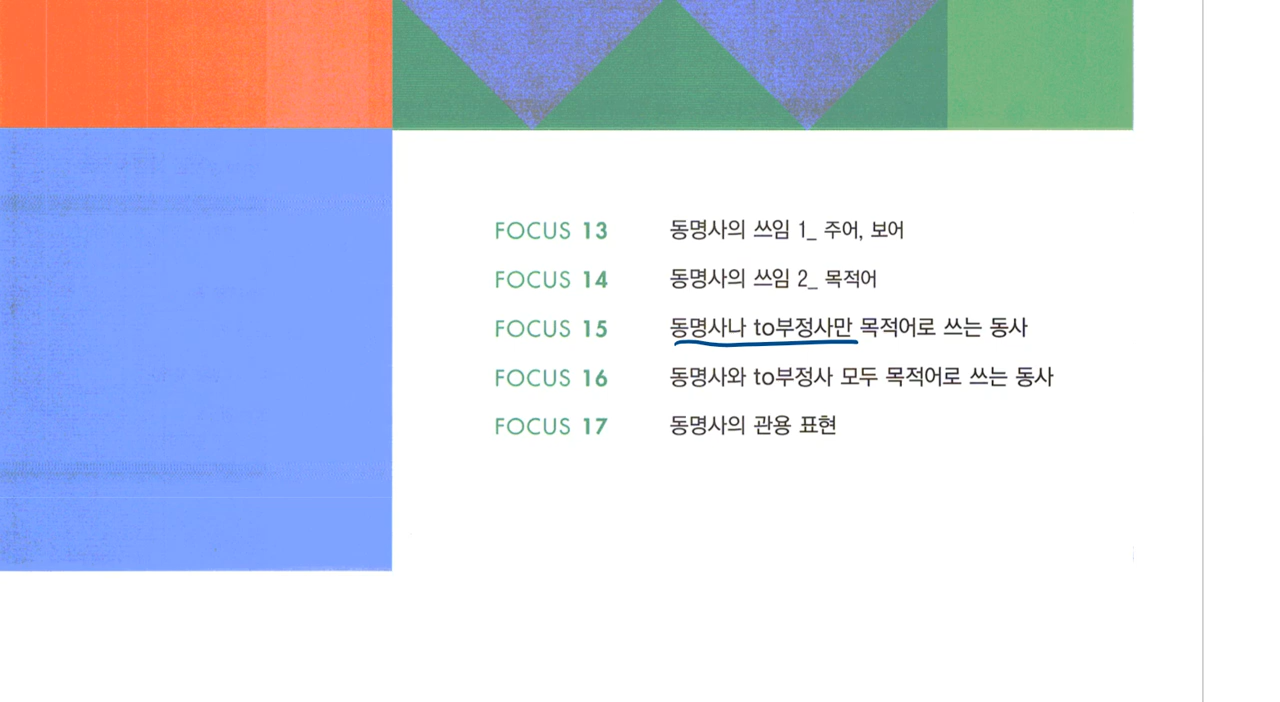 FOCUS 13 동명사의 쓰임 1_ 주어, 보어
FOCUS 14 동명사의 쓰임 2_ 목적어
FOCUS 15 동명사나 to부정사만 목적어로 쓰는 동사
FOCUS 16 동명사와 to부정사 모두 목적어로 쓰는 동사
FOCUS 17 동명사의 관용 표현